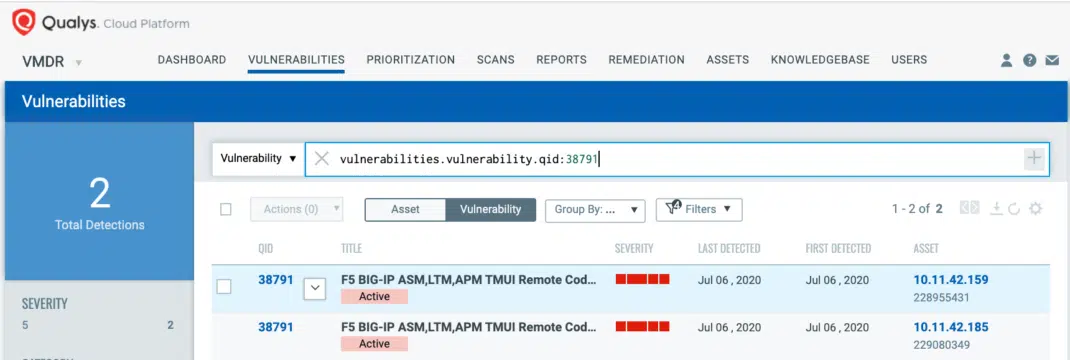 Qualys. Cloud Platform
VMDR DASHBOARD VULNERABILITIES PRIORITIZATION SCANS REPORTS REMEDIATION ASSETS KNOWLEDGEBASE USERS
Vulnerabilities
2
Total Detections
Vulnerability vulnerabilities.vulnerability.qid:38791
Actions (0) Asset Vulnerability Group By: ... 4 Filters 1 - 2 of 2
QID TITLE SEVERITY LAST DETECTED FIRST DETECTED ASSET
38791 F5 BIG-IP ASM,LTM,APM TMUI Remote Cod... Jul 06 , 2020 Jul 06 , 2020 10.11.42.159
Active 228955431
SEVERITY
5 2
38791 F5 BIG-IP ASM,LTM,APM TMUI Remote Cod... Jul 06 , 2020 Jul 06 , 2020 10.11.42.185
Active 229080349